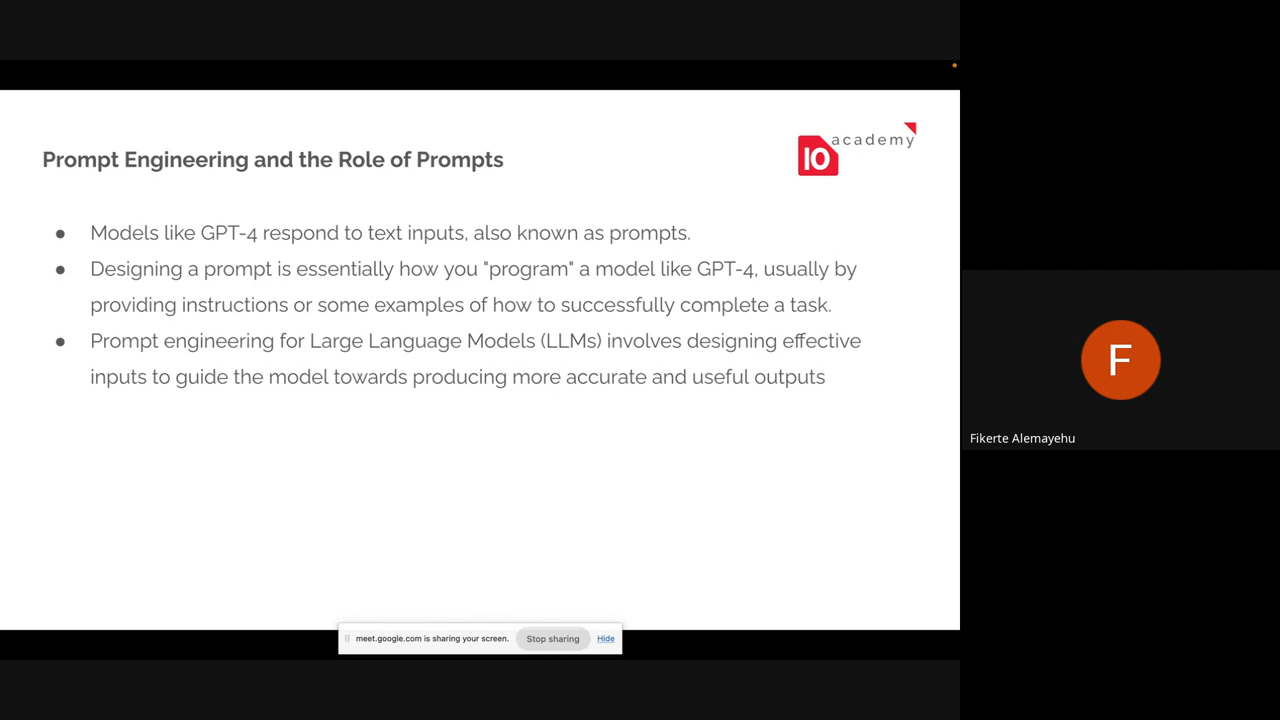 academy
10
Prompt Engineering and the Role of Prompts
● Models like GPT-4 respond to text inputs, also known as prompts.
● Designing a prompt is essentially how you "program" a model like GPT-4, usually by
providing instructions or some examples of how to successfully complete a task.
● Prompt engineering for Large Language Models (LLMs) involves designing effective
inputs to guide the model towards producing more accurate and useful outputs
F
Fikerte Alemayehu
meet.google.com is sharing your screen. Stop sharing Hide